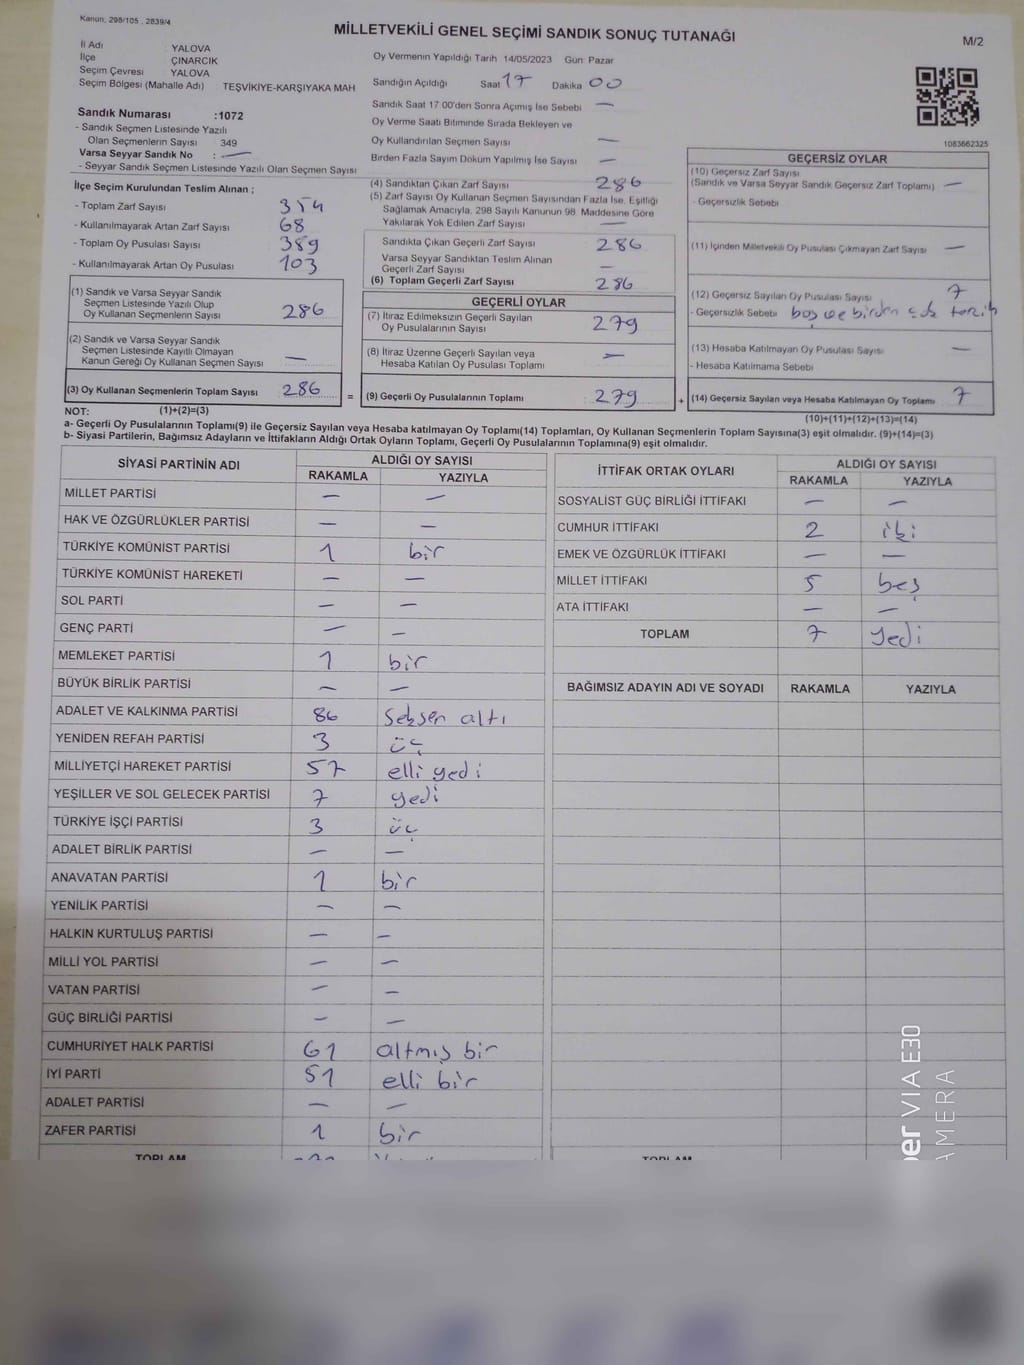 Kanun, 298/105 , 2839/4
MİLLETVEKİLİ GENEL SEÇİMİ SANDIK SONUÇ TUTANAĞI
M/2
İl Adı : YALOVA
İlçe : ÇINARCIK
Seçim Çevresi : YALOVA
Seçim Bölgesi (Mahalle Adı) : TEŞVİKİYE-KARŞIYAKA MAH
Sandık Numarası :1072
- Sandık Seçmen Listesinde Yazılı
Olan Seçmenlerin Sayısı : 349
Varsa Seyyar Sandık No : —
- Seyyar Sandık Seçmen Listesinde Yazılı Olan Seçmen Sayısı
Oy Vermenin Yapıldığı Tarih 14/05/2023 Gün: Pazar
Sandığın Açıldığı Saat 17 Dakika 00
Sandık Saat 17 00'den Sonra Açımış İse Sebebi —
Oy Verme Saati Bitiminde Sırada Bekleyen ve
Oy Kullandırılan Seçmen Sayısı —
Birden Fazla Sayım Döküm Yapılmış İse Sayısı —
1083662325
İlçe Seçim Kurulundan Teslim Alınan ;
- Toplam Zarf Sayısı 354
- Kullanılmayarak Artan Zarf Sayısı 68
- Toplam Oy Pusulası Sayısı 389
- Kullanılmayarak Artan Oy Pusulası 103
(1) Sandık ve Varsa Seyyar Sandık
Seçmen Listesinde Yazılı Olup
Oy Kullanan Seçmenlerin Sayısı 286
(2) Sandık ve Varsa Seyyar Sandık
Seçmen Listesinde Kayıtlı Olmayan
Kanun Gereği Oy Kullanan Seçmen Sayısı —
(3) Oy Kullanan Seçmenlerin Toplam Sayısı 286 =
(4) Sandıktan Çıkan Zarf Sayısı 286
(5) Zarf Sayısı Oy Kullanan Seçmen Sayısından Fazla İse, Eşitliği
Sağlamak Amacıyla, 298 Sayılı Kanunun 98. Maddesine Göre
Yakılarak Yok Edilen Zarf Sayısı —
Sandıkta Çıkan Geçerli Zarf Sayısı 286
Varsa Seyyar Sandıktan Teslim Alınan
Geçerli Zarf Sayısı —
(6) Toplam Geçerli Zarf Sayısı 286
GEÇERLİ OYLAR
(7) İtiraz Edilmeksizin Geçerli Sayılan
Oy Pusulalarının Sayısı 279
(8) İtiraz Üzerine Geçerli Sayılan veya
Hesaba Katılan Oy Pusulası Toplamı —
(9) Geçerli Oy Pusulalarının Toplamı 279 +
GEÇERSİZ OYLAR
(10) Geçersiz Zarf Sayısı
(Sandık ve Varsa Seyyar Sandık Geçersiz Zarf Toplamı) —
- Geçersizlik Sebebi
(11) İçinden Milletvekili Oy Pusulası Çıkmayan Zarf Sayısı —
(12) Geçersiz Sayılan Oy Pusulası Sayısı 7
- Geçersizlik Sebebi boş ve birden çok tercih
(13) Hesaba Katılmayan Oy Pusulası Sayısı —
- Hesaba Katılmama Sebebi
(14) Geçersiz Sayılan veya Hesaba Katılmayan Oy Toplamı 7
NOT: (1)+(2)=(3) (10)+(11)+(12)+(13)=(14)
a- Geçerli Oy Pusulalarının Toplamı(9) ile Geçersiz Sayılan veya Hesaba katılmayan Oy Toplamı(14) Toplamları, Oy Kullanan Seçmenlerin Toplam Sayısına(3) eşit olmalıdır. (9)+(14)=(3)
b- Siyasi Partilerin, Bağımsız Adayların ve İttifakların Aldığı Ortak Oyların Toplamı, Geçerli Oy Pusulalarının Toplamına(9) eşit olmalıdır.
SİYASİ PARTİNİN ADI ALDIĞI OY SAYISI
RAKAMLA YAZIYLA
MİLLET PARTİSİ — —
HAK VE ÖZGÜRLÜKLER PARTİSİ — —
TÜRKİYE KOMÜNİST PARTİSİ 1 bir
TÜRKİYE KOMÜNİST HAREKETİ — —
SOL PARTİ — —
GENÇ PARTİ — —
MEMLEKET PARTİSİ 1 bir
BÜYÜK BİRLİK PARTİSİ — —
ADALET VE KALKINMA PARTİSİ 86 Seksen altı
YENİDEN REFAH PARTİSİ 3 üç
MİLLİYETÇİ HAREKET PARTİSİ 57 elli yedi
YEŞİLLER VE SOL GELECEK PARTİSİ 7 yedi
TÜRKİYE İŞÇİ PARTİSİ 3 üç
ADALET BİRLİK PARTİSİ — —
ANAVATAN PARTİSİ 1 bir
YENİLİK PARTİSİ — —
HALKIN KURTULUŞ PARTİSİ — —
MİLLİ YOL PARTİSİ — —
VATAN PARTİSİ — —
GÜÇ BİRLİĞİ PARTİSİ — —
CUMHURİYET HALK PARTİSİ 61 altmış bir
İYİ PARTİ 51 elli bir
ADALET PARTİSİ — —
ZAFER PARTİSİ 1 bir
TOPLAM
İTTİFAK ORTAK OYLARI ALDIĞI OY SAYISI
RAKAMLA YAZIYLA
SOSYALİST GÜÇ BİRLİĞİ İTTİFAKI — —
CUMHUR İTTİFAKI 2 iki
EMEK VE ÖZGÜRLÜK İTTİFAKI — —
MİLLET İTTİFAKI 5 beş
ATA İTTİFAKI — —
TOPLAM 7 yedi
BAĞIMSIZ ADAYIN ADI VE SOYADI RAKAMLA YAZIYLA
TOPLAM
VIA E30
AMERA